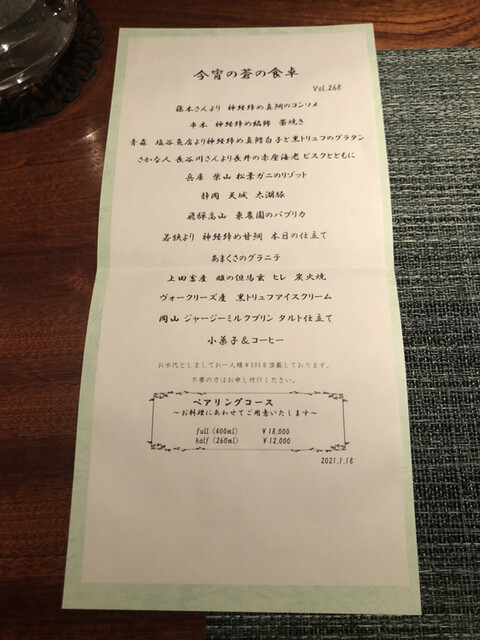 今宵の蒼の食卓
Vol.268
藤本さんより 神経締め真鯛のコンソメ
串本 神経締め縞鯵 藁焼き
青森 塩谷魚店より神経締め真鱈白子と黒トリュフのグラタン
さかな人 長谷川さんより長井の赤座海老 ビスクとともに
兵庫 柴山 松葉ガニのリゾット
静岡 天城 太湖豚
飛騨高山 東農園のパプリカ
若狭より 神経締め甘鯛 本日の仕立て
あまくさのグラニテ
上田畜産 姫の但馬玄 ヒレ 炭火焼
ヴォークリーズ産 黒トリュフアイスクリーム
岡山 ジャージーミルクプリン タルト仕立て
小菓子&コーヒー
お水代としましてお一人様¥400を頂戴しております。
不要の方はお申し付けください。
ペアリングコース
～お料理にあわせてご用意いたします～
full (400ml) ¥18,000
half (260ml) ¥12,000
2021.1.18